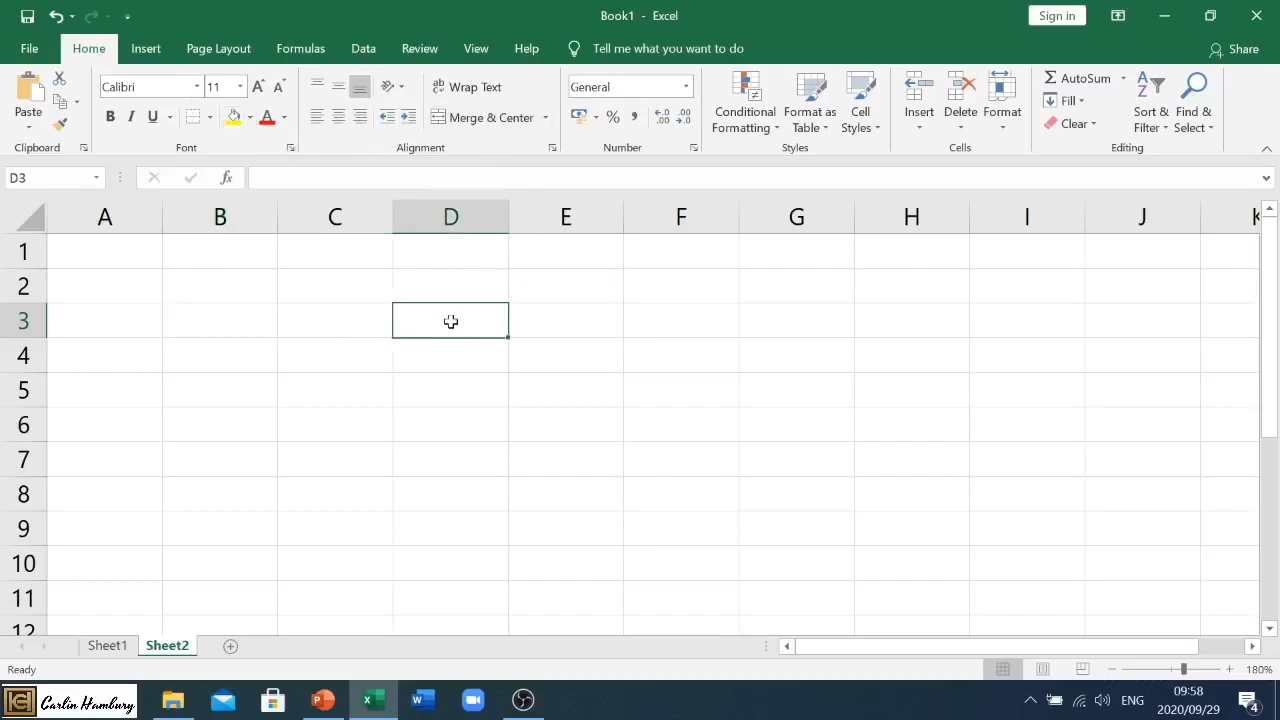 Book1 - Excel
Sign in
File Home Insert Page Layout Formulas Data Review View Help Tell me what you want to do Share
Paste
Calibri 11
B I U A
Wrap Text
Merge & Center
General
% ,
Conditional Formatting
Format as Table
Cell Styles
Insert Delete Format
AutoSum
Fill
Clear
Sort & Filter
Find & Select
Clipboard Font Alignment Number Styles Cells Editing
D3 fx
A B C D E F G H I J K
1
2
3
4
5
6
7
8
9
10
11
12
Sheet1 Sheet2
Ready 180%
Carlin Hambury ENG 09:58
2020/09/29 4